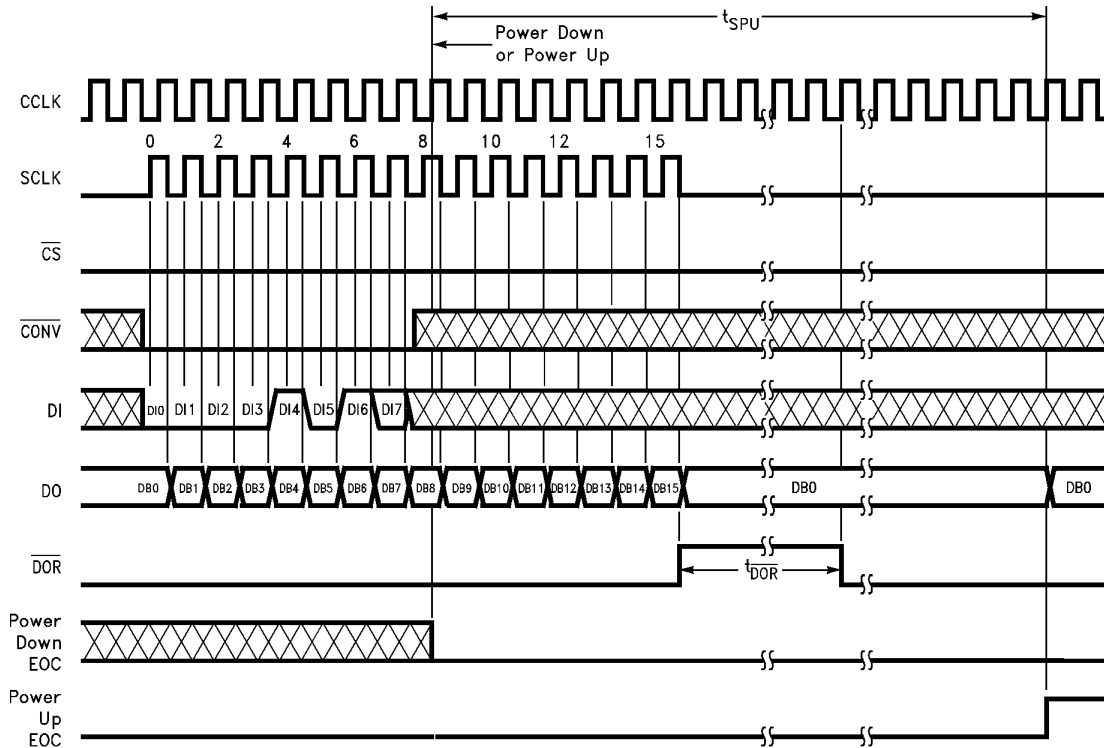 tSPU
Power Down
or Power Up
CCLK
0 2 4 6 8 10 12 15
SCLK
CS
CONV
DI
DI0 DI1 DI2 DI3 DI4 DI5 DI6 DI7
DO
DB0 DB1 DB2 DB3 DB4 DB5 DB6 DB7 DB8 DB9 DB10 DB11 DB12 DB13 DB14 DB15 DB0 DB0
DOR
tDOR
Power
Down
EOC
Power
Up
EOC